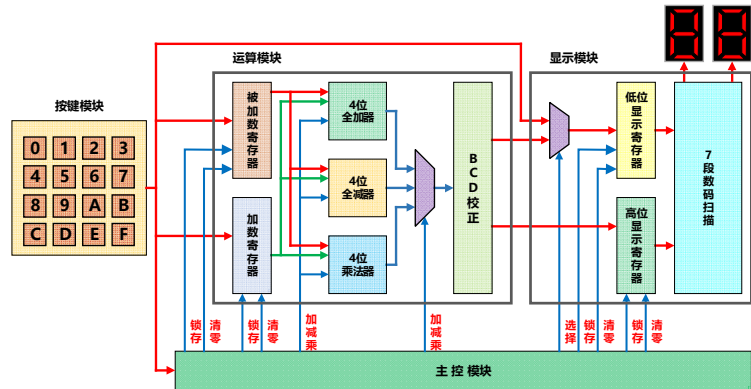 运算模块
显示模块
按键模块
0 1 2 3
4 5 6 7
8 9 A B
C D E F
被加数寄存器
加数寄存器
4位
全加器
4位
全减器
4位
乘法器
BCD校正
低位显示寄存器
高位显示寄存器
7段数码扫描
锁存
清零
锁存
清零
加减乘
加减乘
选择
锁存
清零
锁存
清零
主控模块